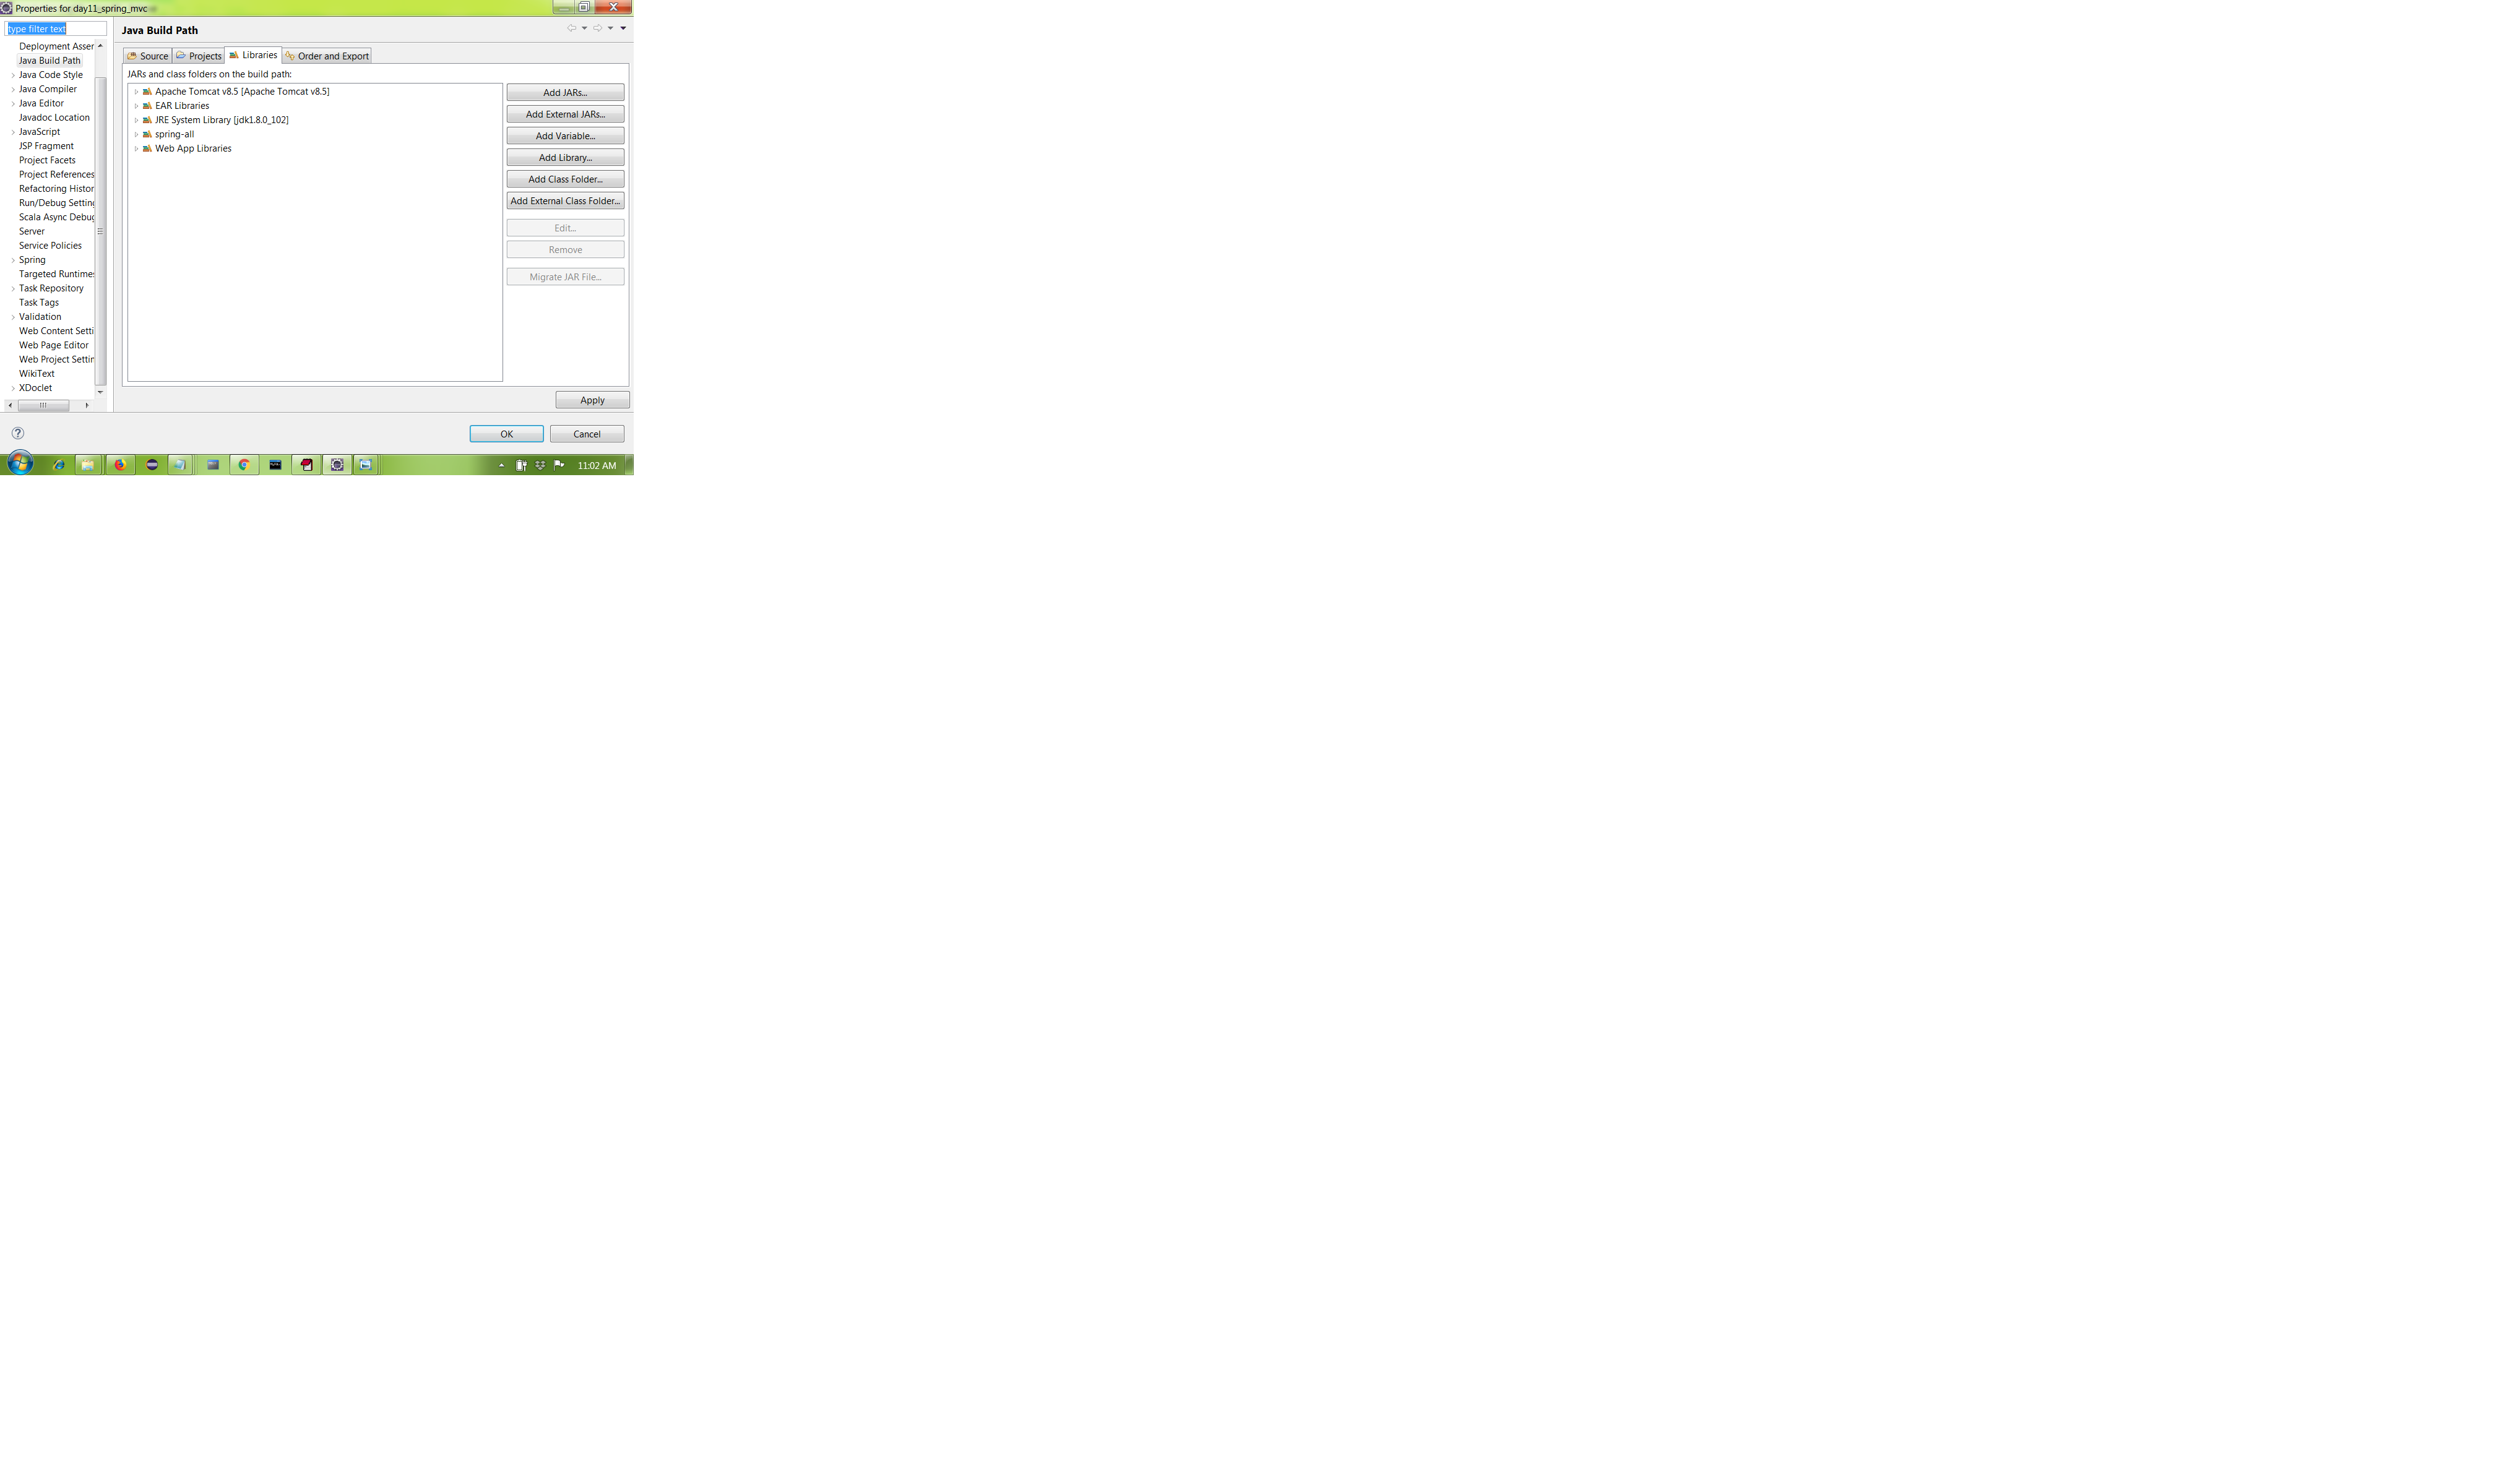 Properties for day11_spring_mvc
type filter text
Deployment Asser
Java Build Path
Java Code Style
Java Compiler
Java Editor
Javadoc Location
JavaScript
JSP Fragment
Project Facets
Project References
Refactoring Histor
Run/Debug Setting
Scala Async Debug
Server
Service Policies
Spring
Targeted Runtimes
Task Repository
Task Tags
Validation
Web Content Setti
Web Page Editor
Web Project Settin
WikiText
XDoclet
Java Build Path
Source Projects Libraries Order and Export
JARs and class folders on the build path:
Apache Tomcat v8.5 [Apache Tomcat v8.5]
EAR Libraries
JRE System Library [jdk1.8.0_102]
spring-all
Web App Libraries
Add JARs...
Add External JARs...
Add Variable...
Add Library...
Add Class Folder...
Add External Class Folder...
Edit...
Remove
Migrate JAR File...
Apply
OK Cancel
11:02 AM